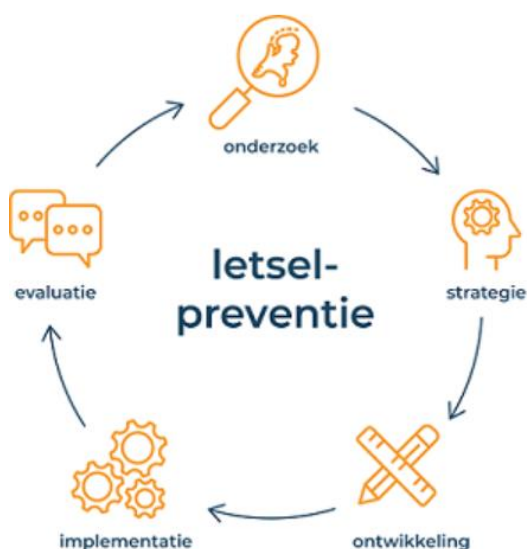 onderzoek
strategie
ontwikkeling
implementatie
evaluatie
letsel-
preventie